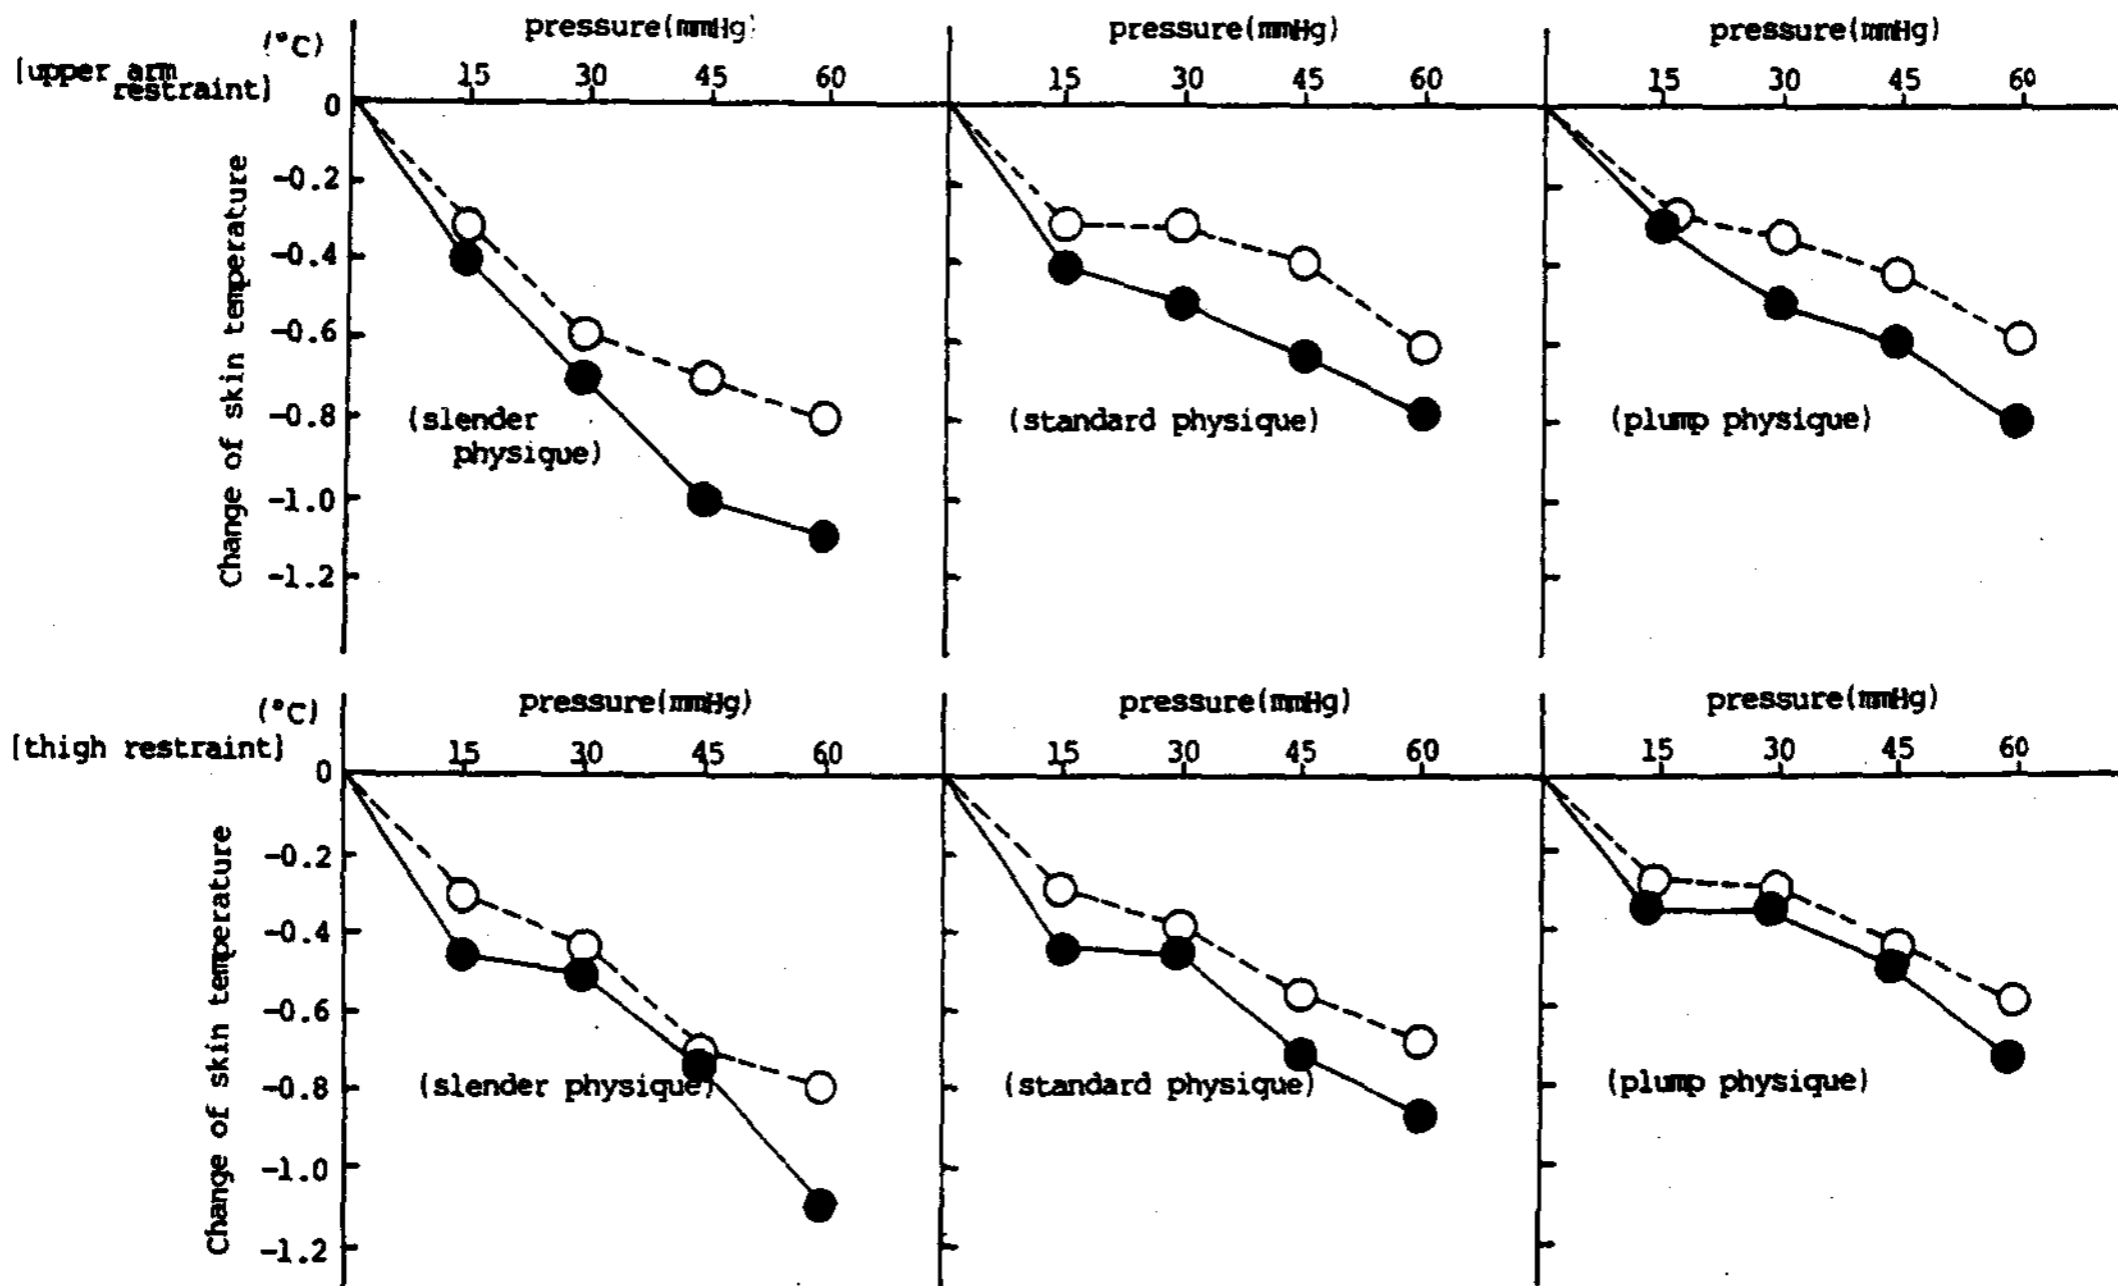 pressure(mmHg) pressure(mmHg) pressure(mmHg)
(°C)
[upper arm
restraint]
15 30 45 60 15 30 45 60 15 30 45 60
0
-0.2
-0.4
-0.6
-0.8
-1.0
-1.2
Change of skin temperature
(slender
physique)
(standard physique)
(plump physique)
pressure(mmHg) pressure(mmHg) pressure(mmHg)
(°C)
[thigh restraint]
15 30 45 60 15 30 45 60 15 30 45 60
0
-0.2
-0.4
-0.6
-0.8
-1.0
-1.2
Change of skin temperature
(slender physique)
(standard physique)
(plump physique)